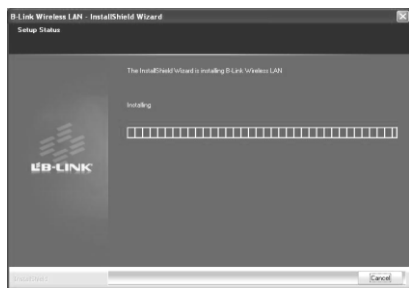 B-Link Wireless LAN - InstallShield Wizard
Setup Status
The InstallShield Wizard is installing B-Link Wireless LAN
Installing
LB-LINK
InstallShield
Cancel